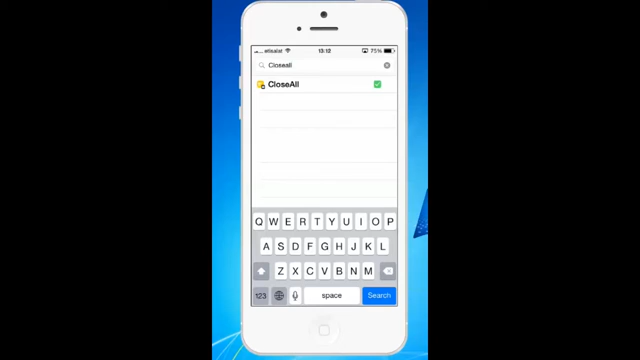 etisalat 13:12 75%
Closeall
CloseAll
Q W E R T Y U I O P
A S D F G H J K L
Z X C V B N M
123 space Search